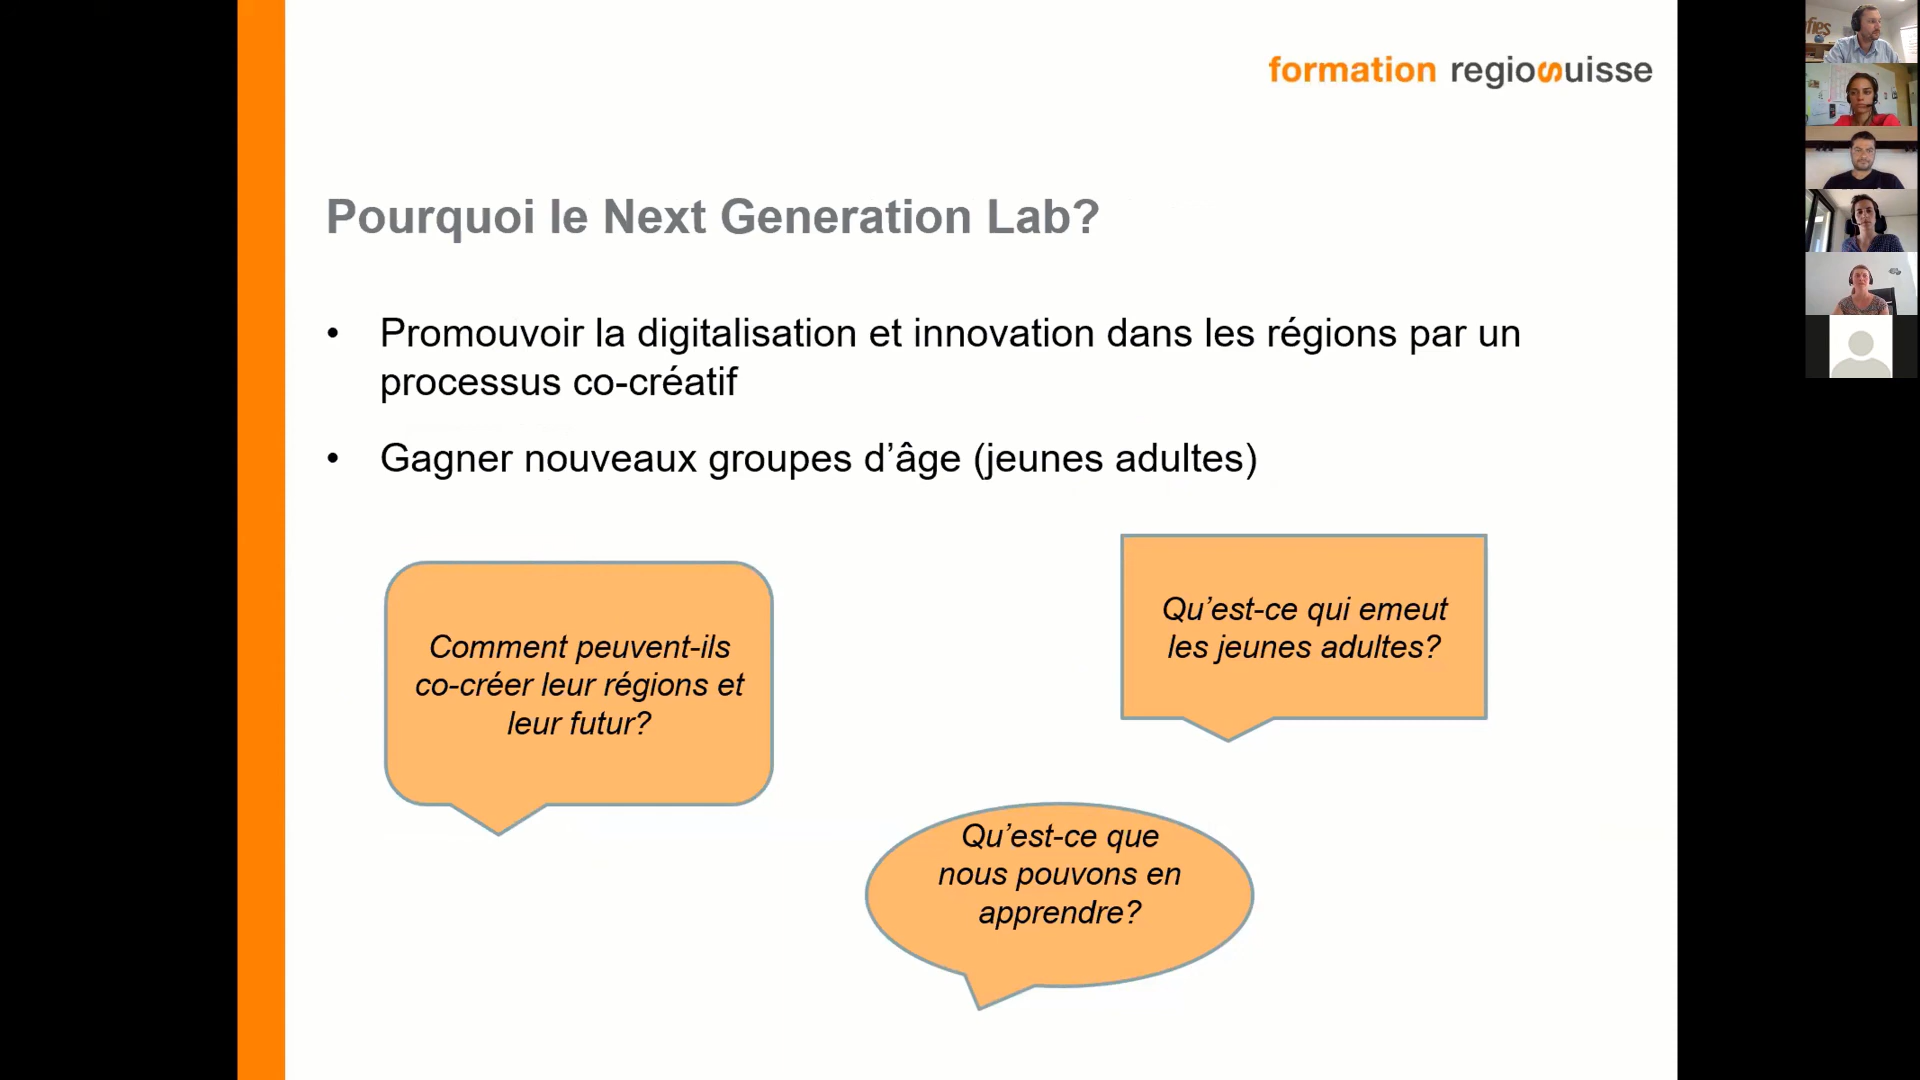 formation regiosuisse
Pourquoi le Next Generation Lab?
• Promouvoir la digitalisation et innovation dans les régions par un
processus co-créatif
• Gagner nouveaux groupes d’âge (jeunes adultes)
Comment peuvent-ils
co-créer leur régions et
leur futur?
Qu’est-ce qui emeut
les jeunes adultes?
Qu’est-ce que
nous pouvons en
apprendre?